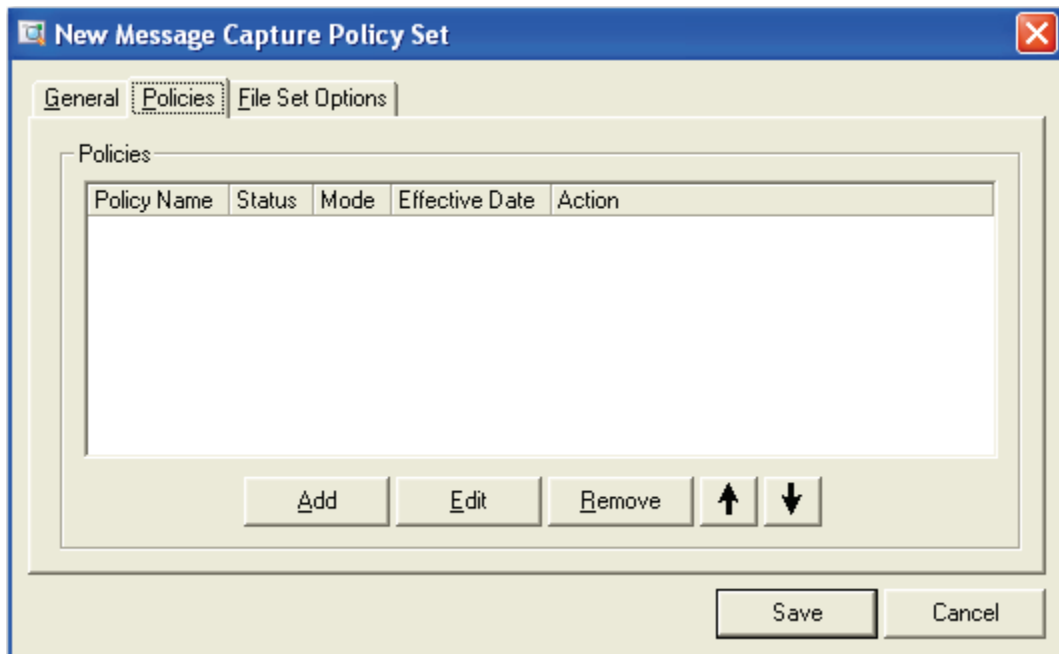 New Message Capture Policy Set
General Policies File Set Options
Policies
Policy Name Status Mode Effective Date Action
Add Edit Remove
Save Cancel